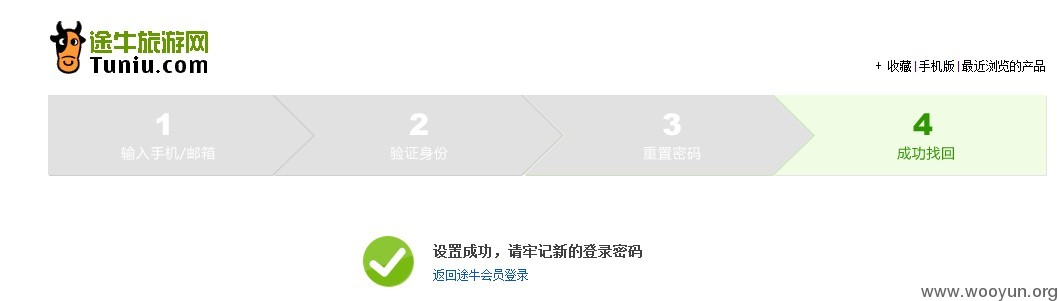 途牛旅游网
Tuniu.com
+ 收藏|手机版|最近浏览的产品
1
输入手机/邮箱
2
验证身份
3
重置密码
4
成功找回
设置成功，请牢记新的登录密码
返回途牛会员登录
www.wooyun.org